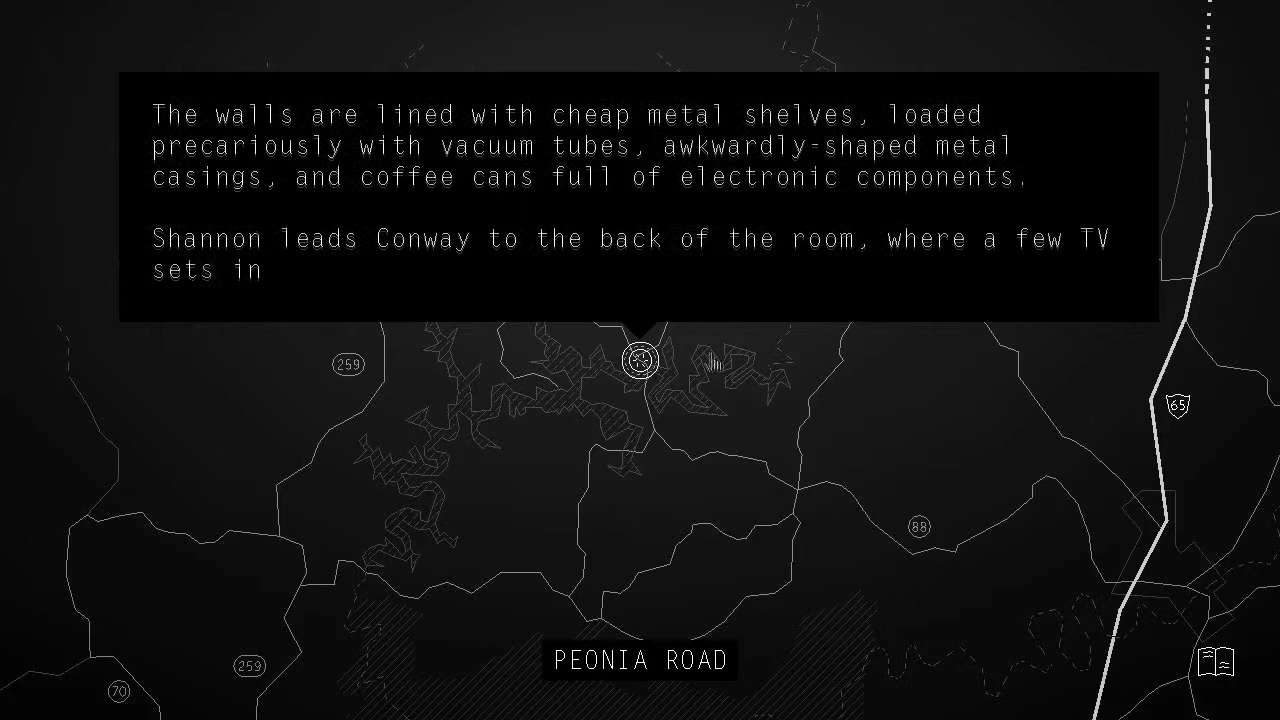 The walls are lined with cheap metal shelves, loaded
precariously with vacuum tubes, awkwardly-shaped metal
casings, and coffee cans full of electronic components.
Shannon leads Conway to the back of the room, where a few TV
sets in
259
65
88
PEONIA ROAD
259
70